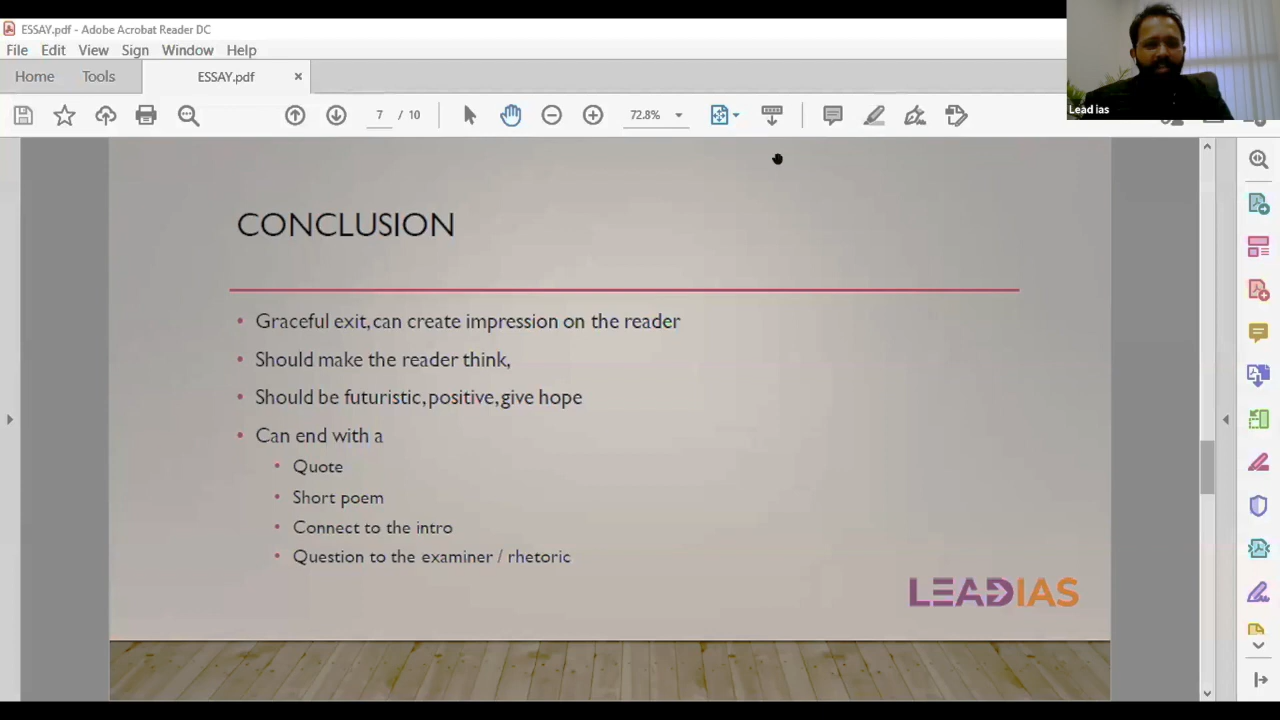 ESSAY.pdf - Adobe Acrobat Reader DC
File Edit View Sign Window Help
Home Tools ESSAY.pdf ×
7 / 10 72.8%
Lead ias
CONCLUSION
• Graceful exit, can create impression on the reader
• Should make the reader think,
• Should be futuristic, positive, give hope
• Can end with a
• Quote
• Short poem
• Connect to the intro
• Question to the examiner / rhetoric
LEADIAS